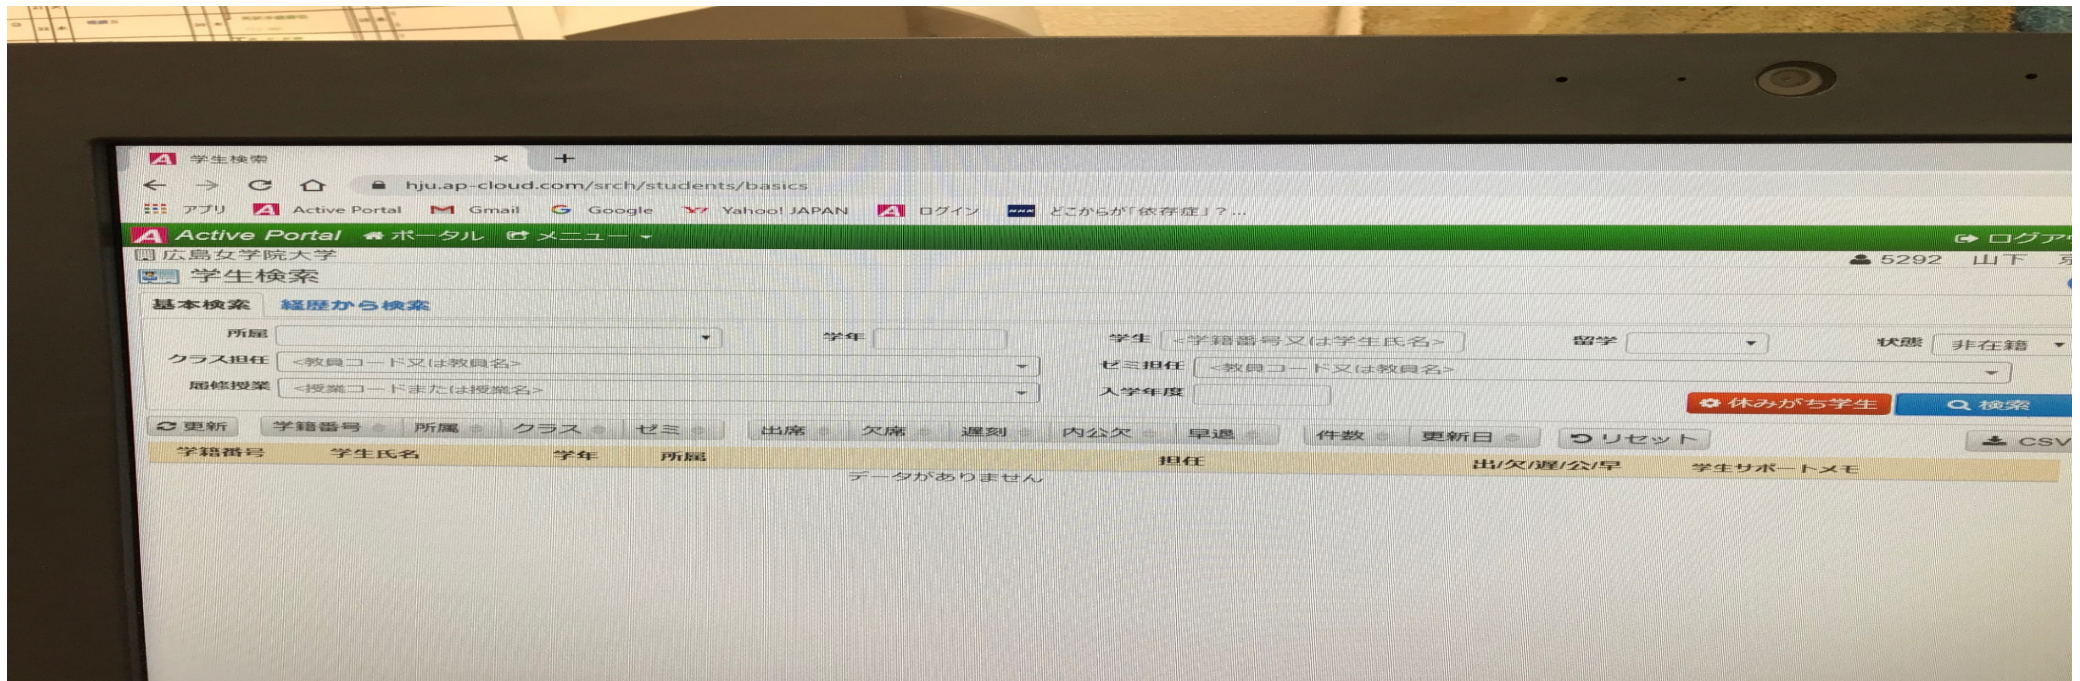 学生検索 × +
hju.ap-cloud.com/srch/students/basics
アプリ Active Portal Gmail Google Yahoo! JAPAN ログイン どこからが「依存症」?...
Active Portal ポータル メニュー ログア
広島女学院大学
5292 山下
学生検索
基本検索 経歴から検索
所属 学年 学生 <学籍番号又は学生氏名> 留学 状態 非在籍
クラス担任 <教員コード又は教員名> ゼミ担任 <教員コード又は教員名>
履修授業 <授業コードまたは授業名> 入学年度
休みがち学生 検索
更新 学籍番号 所属 クラス ゼミ 出席 欠席 遅刻 内公欠 早退 件数 更新日 リセット CSV
学籍番号 学生氏名 学年 所属 担任 出/欠/遅/公/早 学生サポートメモ
データがありません